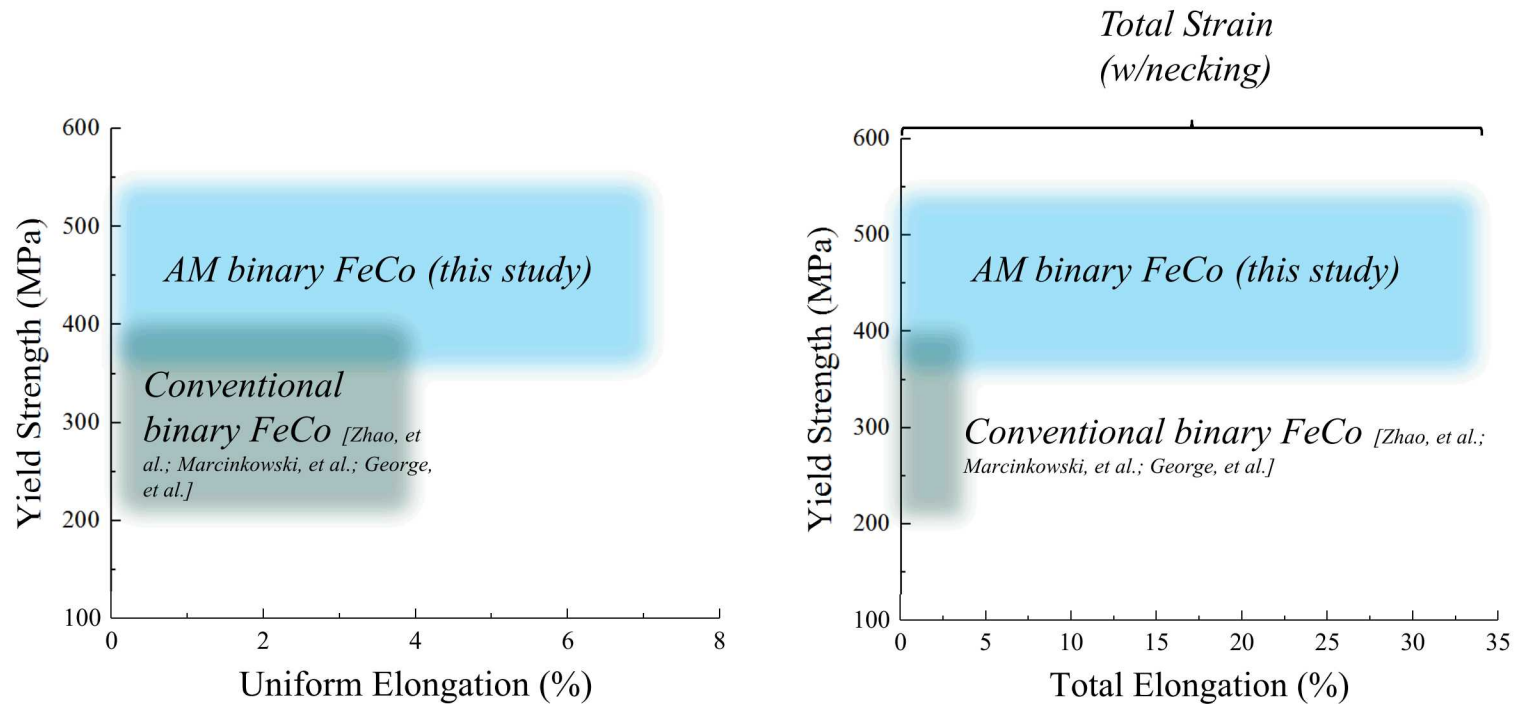 Total Strain
(w/necking)
600
500
400
300
200
100
0
2
4
6
8
Yield Strength (MPa)
Uniform Elongation (%)
AM binary FeCo (this study)
Conventional
binary FeCo [Zhao, et
al.; Marcinkowski, et al.; George,
et al.]
600
500
400
300
200
100
0
5
10
15
20
25
30
35
Yield Strength (MPa)
Total Elongation (%)
AM binary FeCo (this study)
Conventional binary FeCo [Zhao, et al.;
Marcinkowski, et al.; George, et al.]